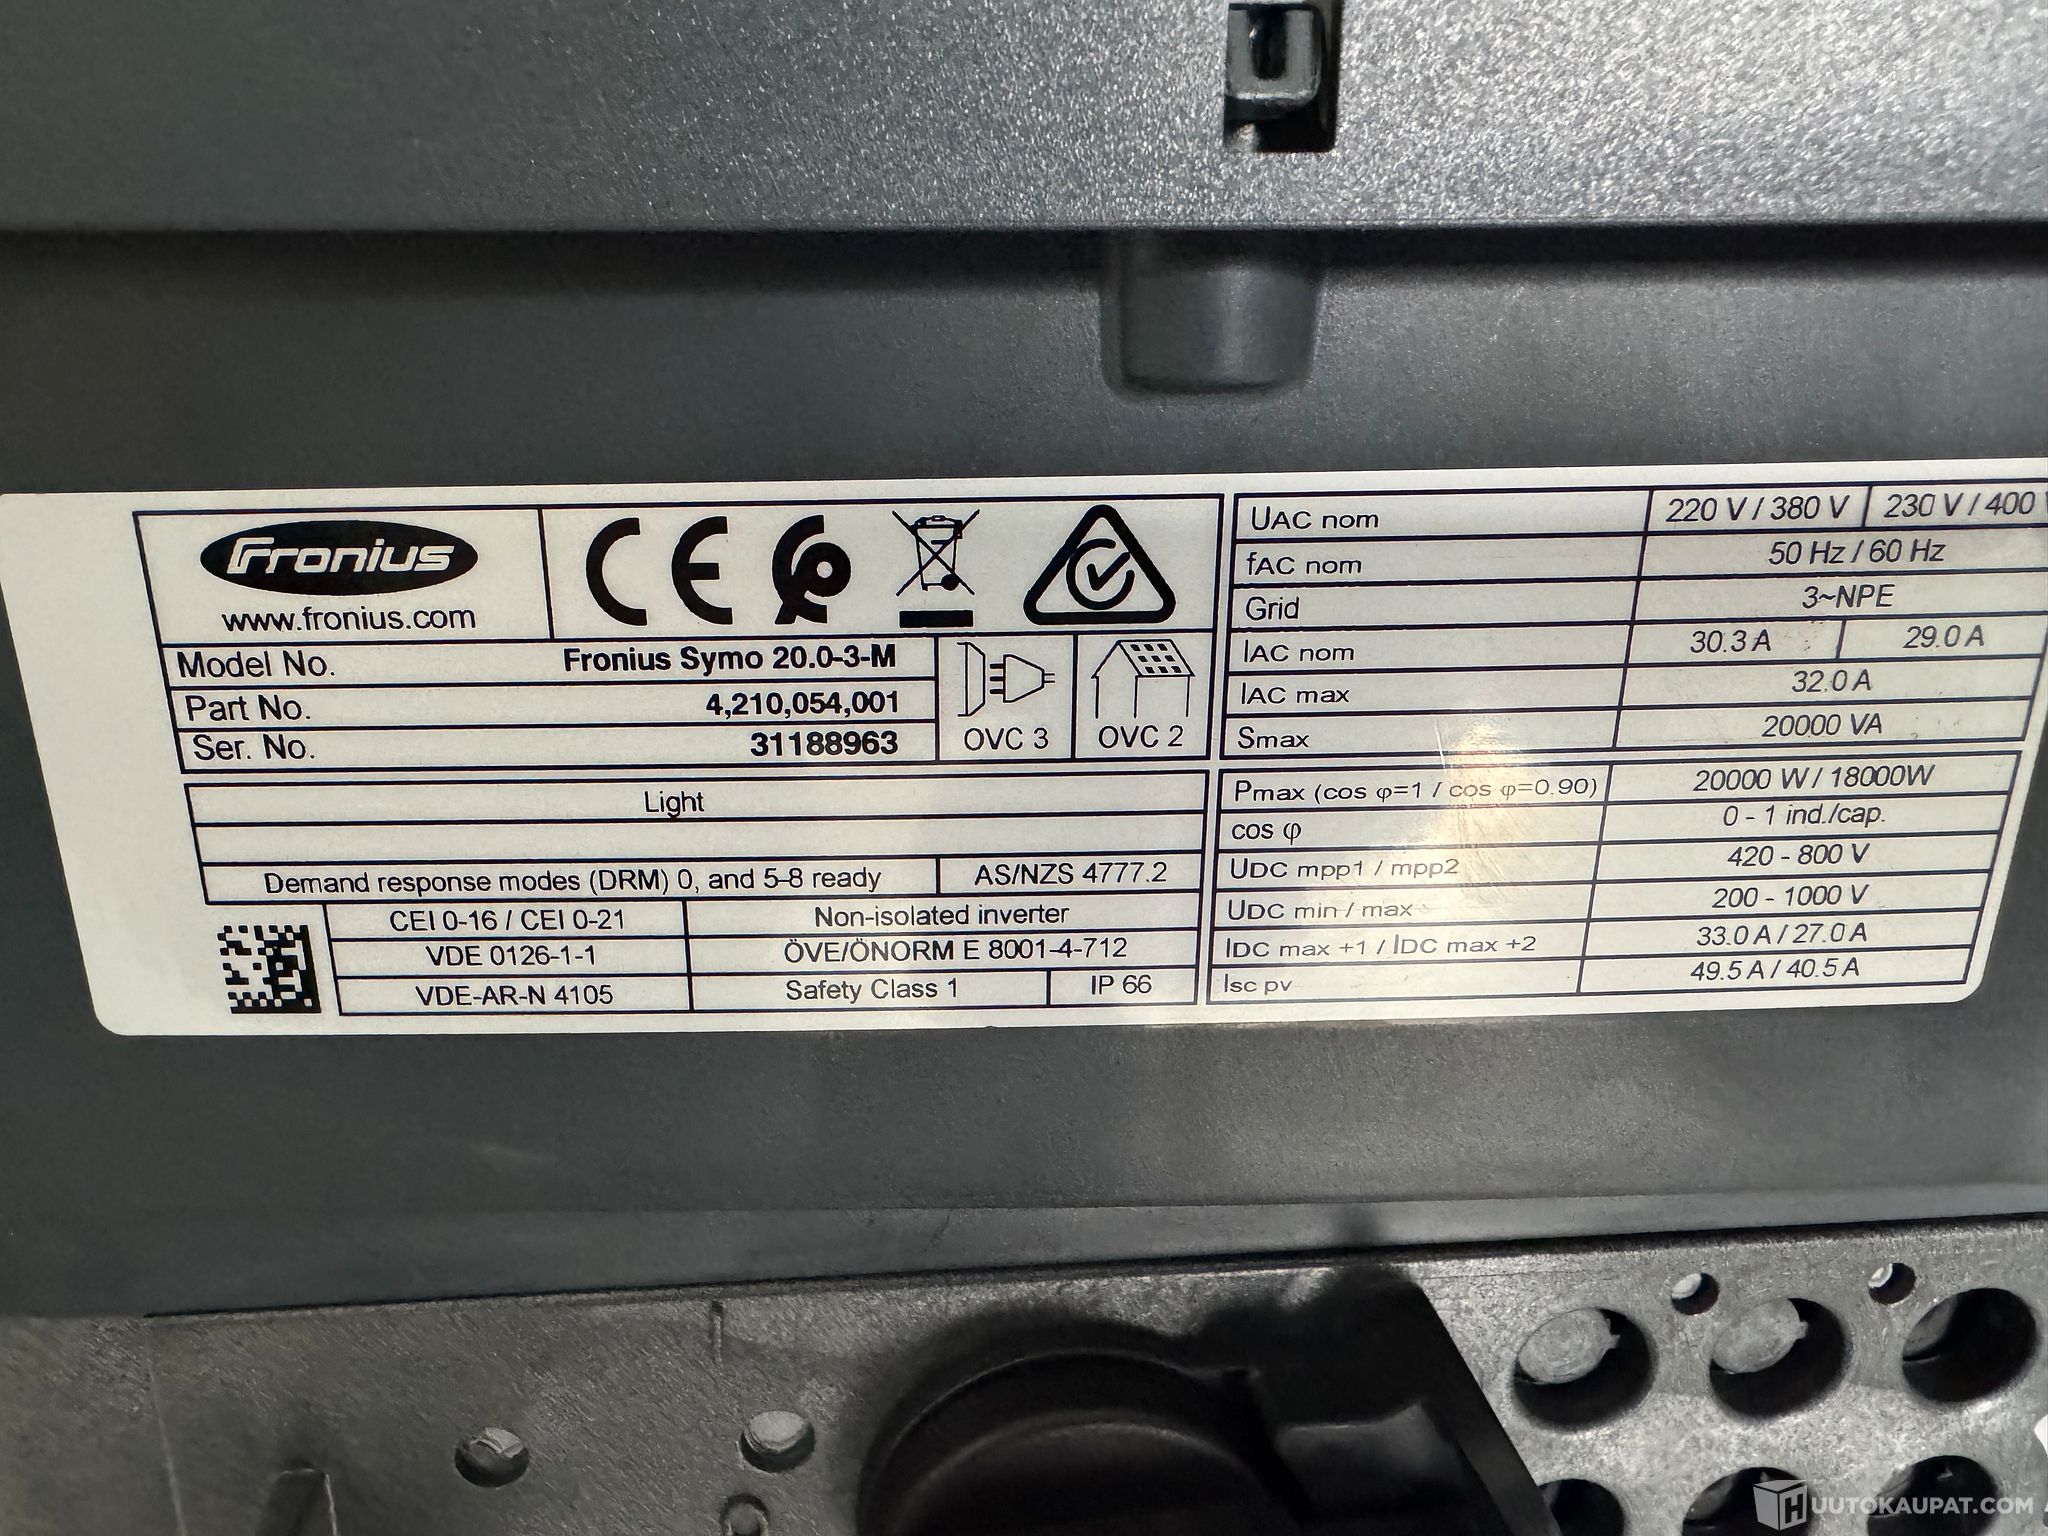 Fronius
www.fronius.com
CE
Model No. Fronius Symo 20.0-3-M
Part No. 4,210,054,001
Ser. No. 31188963
OVC 3
OVC 2
Light
Demand response modes (DRM) 0, and 5-8 ready AS/NZS 4777.2
CEI 0-16 / CEI 0-21 Non-isolated inverter
VDE 0126-1-1 ÖVE/ÖNORM E 8001-4-712
VDE-AR-N 4105 Safety Class 1 IP 66
UAC nom 220 V / 380 V 230 V / 400 V
fAC nom 50 Hz / 60 Hz
Grid 3~NPE
IAC nom 30.3 A 29.0 A
IAC max 32.0 A
Smax 20000 VA
Pmax (cos φ=1 / cos φ=0.90) 20000 W / 18000W
cos φ 0 - 1 ind./cap.
UDC mpp1 / mpp2 420 - 800 V
UDC min / max 200 - 1000 V
IDC max +1 / IDC max +2 33.0 A / 27.0 A
Isc pv 49.5 A / 40.5 A
HUUTOKAUPAT.COM